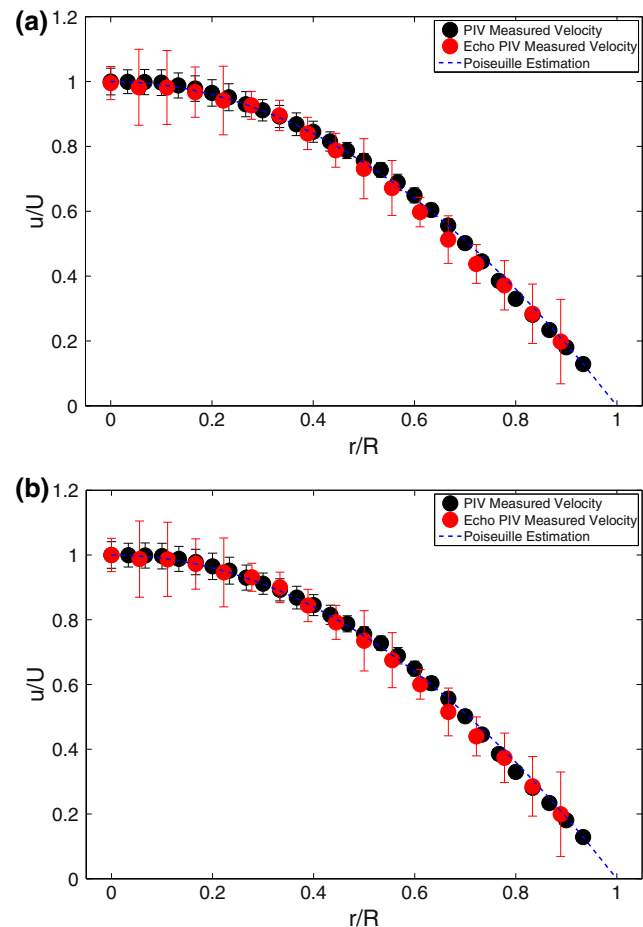 (a)
1.2
1
0.8
0.6
0.4
0.2
0
u/U
PIV Measured Velocity
Echo PIV Measured Velocity
Poiseuille Estimation
0 0.2 0.4 0.6 0.8 1
r/R
(b)
1.2
1
0.8
0.6
0.4
0.2
0
u/U
PIV Measured Velocity
Echo PIV Measured Velocity
Poiseuille Estimation
0 0.2 0.4 0.6 0.8 1
r/R